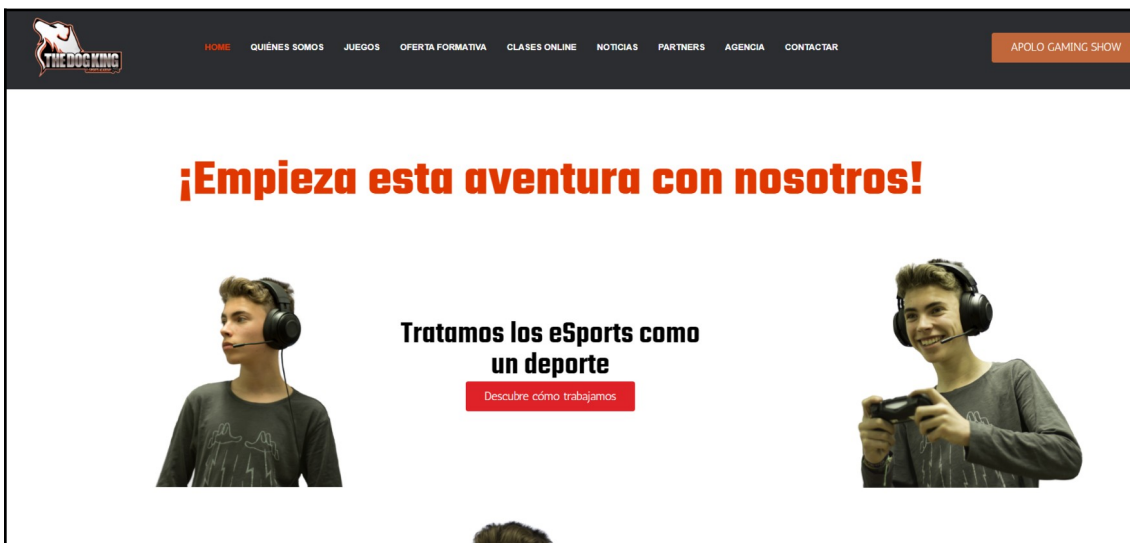 THE DOG KING
HOME QUIÉNES SOMOS JUEGOS OFERTA FORMATIVA CLASES ONLINE NOTICIAS PARTNERS AGENCIA CONTACTAR
APOLO GAMING SHOW
¡Empieza esta aventura con nosotros!
Tratamos los eSports como
un deporte
Descubre cómo trabajamos